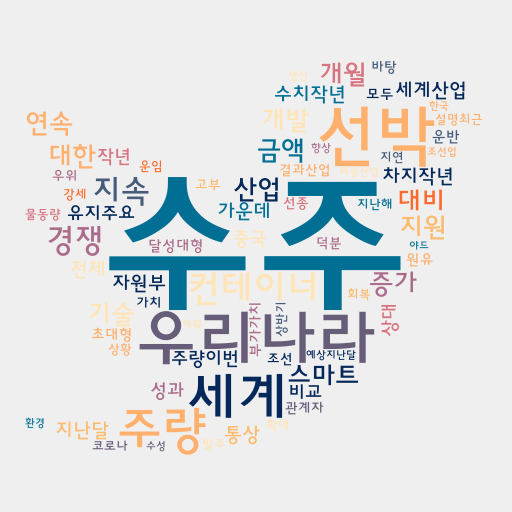 바탕
개월
수치작년
모두
세계산업
연속
개발
선박
한국
설명최근
운반
대한
작년
금액
향상
조선업
운임
지연
우위
결과산업
차지작년
강세
지속
고부
산업
선종
지난해
대비
물동량
유지주요
가운데
지원
수주
경쟁
달성대형
중국
덕분
야드
전체
원유
자원부
컨테이너
증가
가치
회복
기술
부가가치
상반기
상대
초대형
우리나라
상황
주량이번
조선
예상지난달
스마트
성과
세계
비교
관계자
환경
지난달
주량
통상
코로나
수성